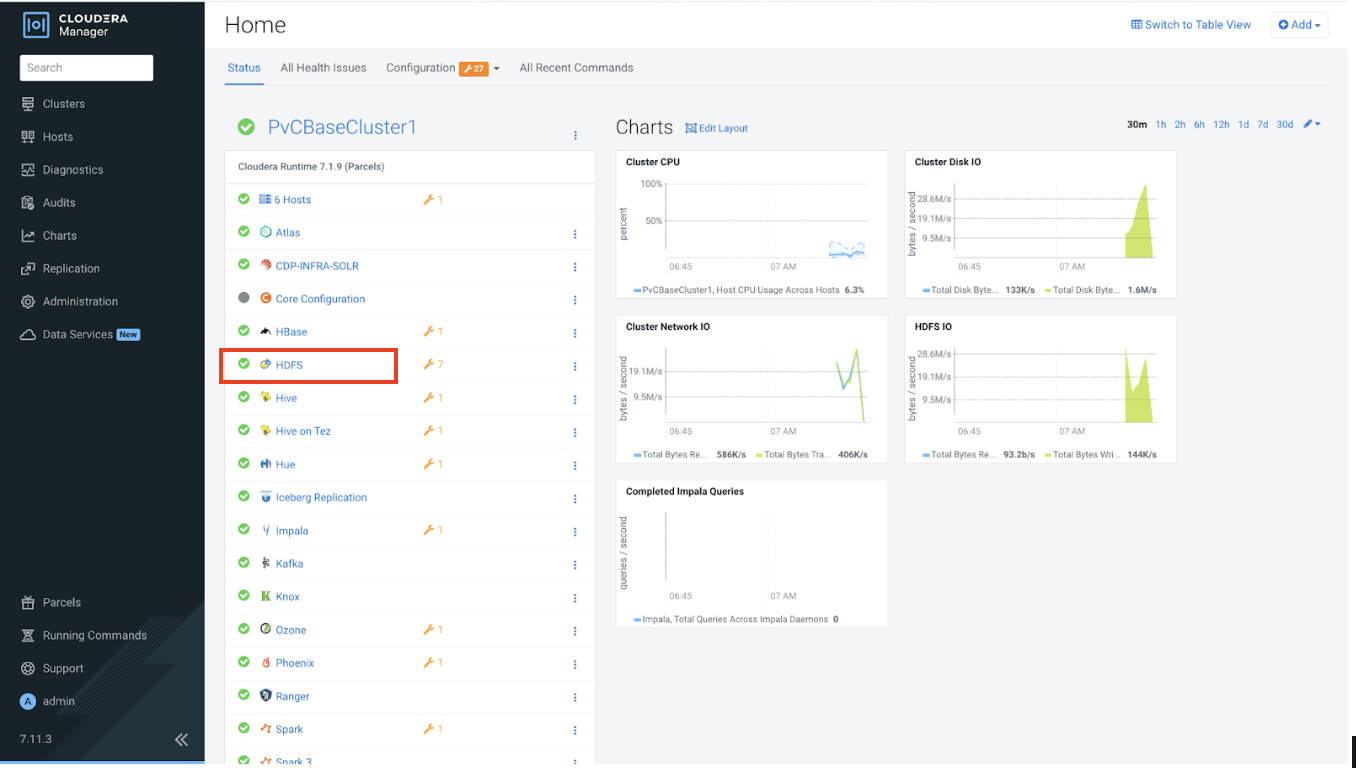 CLOUDERA
Manager
Search
Clusters
Hosts
Diagnostics
Audits
Charts
Replication
Administration
Data Services New
Parcels
Running Commands
Support
A admin
7.11.3
Home
Switch to Table View
Add
Status All Health Issues Configuration 27 All Recent Commands
PvCBaseCluster1
Cloudera Runtime 7.1.9 (Parcels)
6 Hosts 1
Atlas
CDP-INFRA-SOLR
Core Configuration
HBase 1
HDFS 7
Hive 1
Hive on Tez 1
Hue 1
Iceberg Replication
Impala 1
Kafka
Knox
Ozone 1
Phoenix 1
Ranger
Spark 1
Spark 3
Charts Edit Layout
30m 1h 2h 6h 12h 1d 7d 30d
Cluster CPU
percent
100%
50%
06:45 07 AM
PvCBaseCluster1, Host CPU Usage Across Hosts 6.3%
Cluster Disk IO
bytes / second
28.6M/s
19.1M/s
9.5M/s
06:45 07 AM
Total Disk Byte... 133K/s Total Disk Byte... 1.6M/s
Cluster Network IO
bytes / second
19.1M/s
9.5M/s
06:45 07 AM
Total Bytes Re... 586K/s Total Bytes Tra... 406K/s
HDFS IO
bytes / second
28.6M/s
19.1M/s
9.5M/s
06:45 07 AM
Total Bytes Re... 93.2b/s Total Bytes Wri... 144K/s
Completed Impala Queries
queries / second
06:45 07 AM
Impala, Total Queries Across Impala Daemons 0